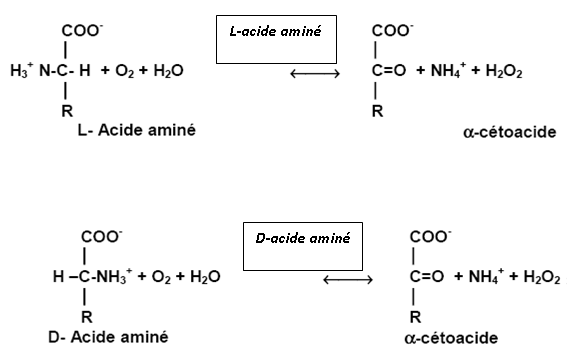 COO⁻
L-acide aminé
COO⁻
H₃⁺ N-C- H + O₂ + H₂O
C=O + NH₄⁺ + H₂O₂
R
R
L- Acide aminé
α-cétoacide
COO⁻
D-acide aminé
COO⁻
H –C-NH₃⁺ + O₂ + H₂O
C=O + NH₄⁺ + H₂O₂
R
R
D- Acide aminé
α-cétoacide